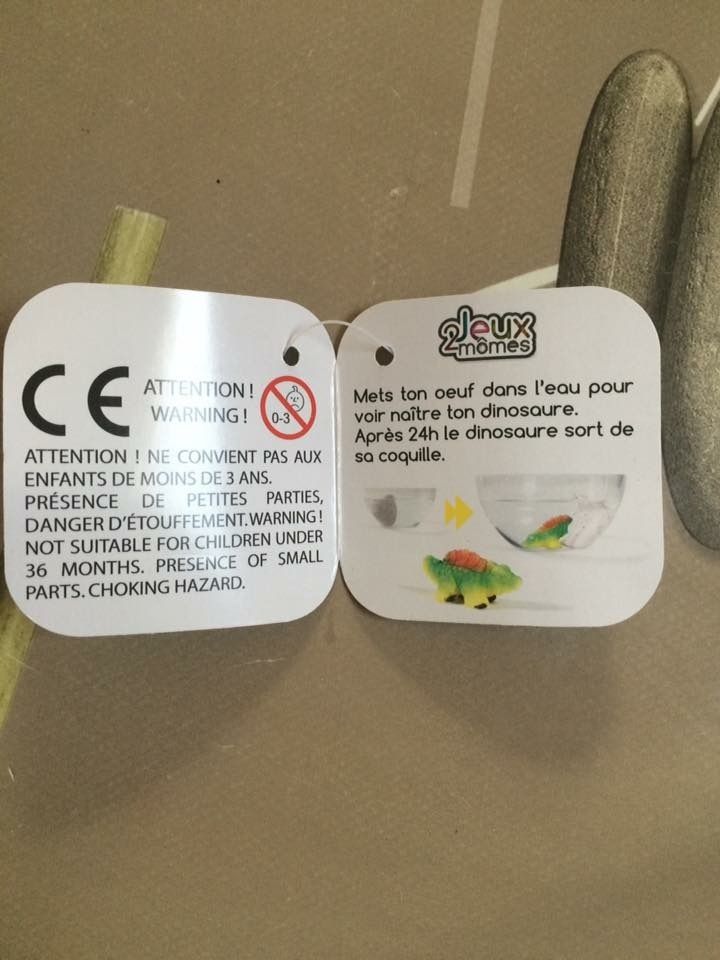 CE
ATTENTION !
WARNING !
0-3
ATTENTION ! NE CONVIENT PAS AUX
ENFANTS DE MOINS DE 3 ANS.
PRÉSENCE DE PETITES PARTIES,
DANGER D'ÉTOUFFEMENT. WARNING !
NOT SUITABLE FOR CHILDREN UNDER
36 MONTHS. PRESENCE OF SMALL
PARTS. CHOKING HAZARD.
2Jeux
mômes
Mets ton oeuf dans l'eau pour
voir naître ton dinosaure.
Après 24h le dinosaure sort de
sa coquille.